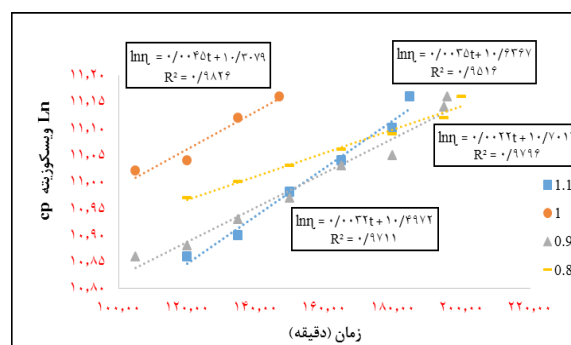 lnη = ۰/۰۰۴۵t + ۱۰/۳۰۷۹
R² = ۰/۹۸۲۶
lnη = ۰/۰۰۳۵t + ۱۰/۶۳۶۷
R² = ۰/۹۵۱۶
lnη = ۰/۰۰۲۲t +
R² = ۰/۹۷۹۶
lnη = ۰/۰۰۳۲t + ۱۰/۴۹۷۲
R² = ۰/۹۷۱۱
Ln ویسکوزیته cp
۱۱,۲۰
۱۱,۱۵
۱۱,۱۰
۱۱,۰۵
۱۱,۰۰
۱۰,۹۵
۱۰,۹۰
۱۰,۸۵
۱۰,۸۰
۱۰۰,۰۰ ۱۲۰,۰۰ ۱۴۰,۰۰ ۱۶۰,۰۰ ۱۸۰,۰۰ ۲۰۰,۰۰ ۲۲۰,۰۰
زمان (دقیقه)
1.1
1
0.9
0.8